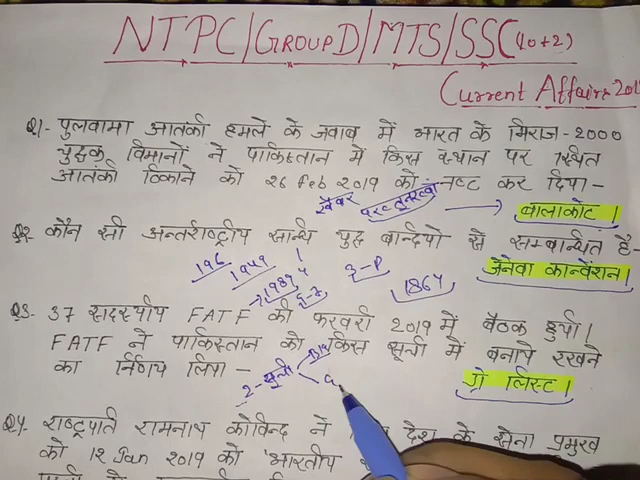 NTPC/GROUP D/MTS/SSC(10+2)
Current Affairs 201
Q1- पुलवामा आतंकी हमले के जवाब में भारत के मिराज-2000
युद्धक विमानों ने पाकिस्तान में किस स्थान पर स्थित
आतंकी ठिकाने को 26 Feb 2019 को नष्ट कर दिया-
खैबर
बालाकोट।
Q2. कौन सी अन्तर्राष्ट्रीय सन्धि युद्ध बन्दियो से सम्बन्धित है-
जेनेवा कान्वेंशन।
196 1949 3-P 1864
Q3. 37 सदस्यीय FATF की फरवरी 2019 में बैठक हुयी।
FATF ने पाकिस्तान को किस सूची में बनाये रखने
का निर्णय लिया-
ग्रे लिस्ट।
2-सूची
Q4. राष्ट्रपति रामनाथ कोविन्द ने देश के सेना प्रमुख
को 12 Jan 2019 को 'भारतीय